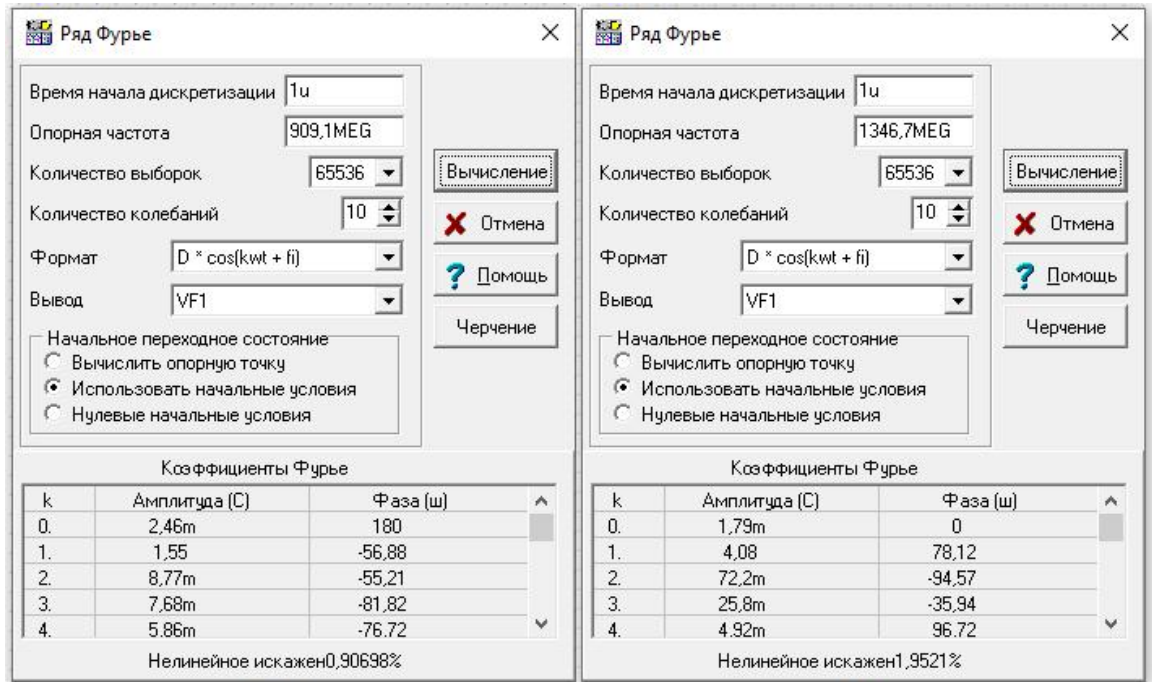 Ряд Фурье
Время начала дискретизации 1u
Опорная частота 909,1MEG
Количество выборок 65536
Вычисление
Количество колебаний 10
Отмена
Формат D * cos(kwt + fi)
Помощь
Вывод VF1
Черчение
Начальное переходное состояние
Вычислить опорную точку
Использовать начальные условия
Нулевые начальные условия
Коэффициенты Фурье
k Амплитуда (C) Фаза (ш)
0. 2,46m 180
1. 1,55 -56,88
2. 8,77m -55,21
3. 7,68m -81,82
4. 5,86m -76,72
Нелинейное искажен0,90698%
Ряд Фурье
Время начала дискретизации 1u
Опорная частота 1346,7MEG
Количество выборок 65536
Вычисление
Количество колебаний 10
Отмена
Формат D * cos(kwt + fi)
Помощь
Вывод VF1
Черчение
Начальное переходное состояние
Вычислить опорную точку
Использовать начальные условия
Нулевые начальные условия
Коэффициенты Фурье
k Амплитуда (C) Фаза (ш)
0. 1,79m 0
1. 4,08 78,12
2. 72,2m -94,57
3. 25,8m -35,94
4. 4,92m 96,72
Нелинейное искажен1,9521%